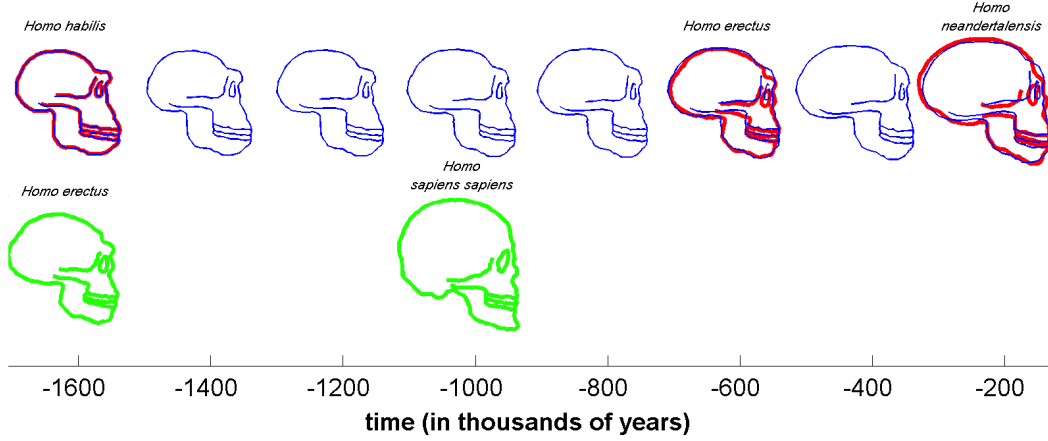 Homo habilis
Homo erectus
Homo
neandertalensis
Homo erectus
Homo
sapiens sapiens
-1600 -1400 -1200 -1000 -800 -600 -400 -200
time (in thousands of years)